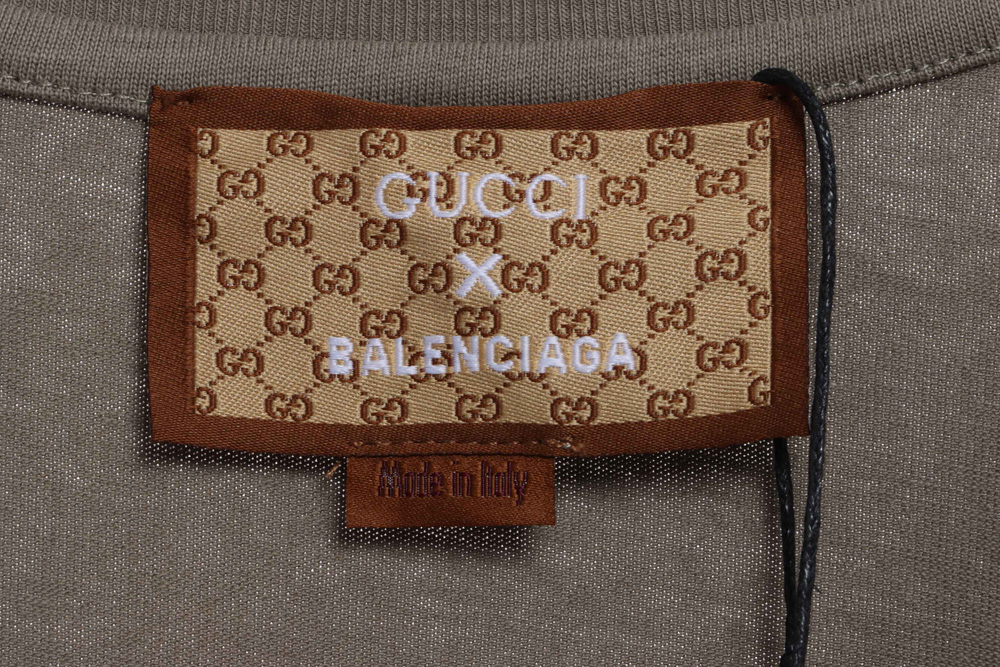 GUCCI
X
BALENCIAGA
Made in Italy